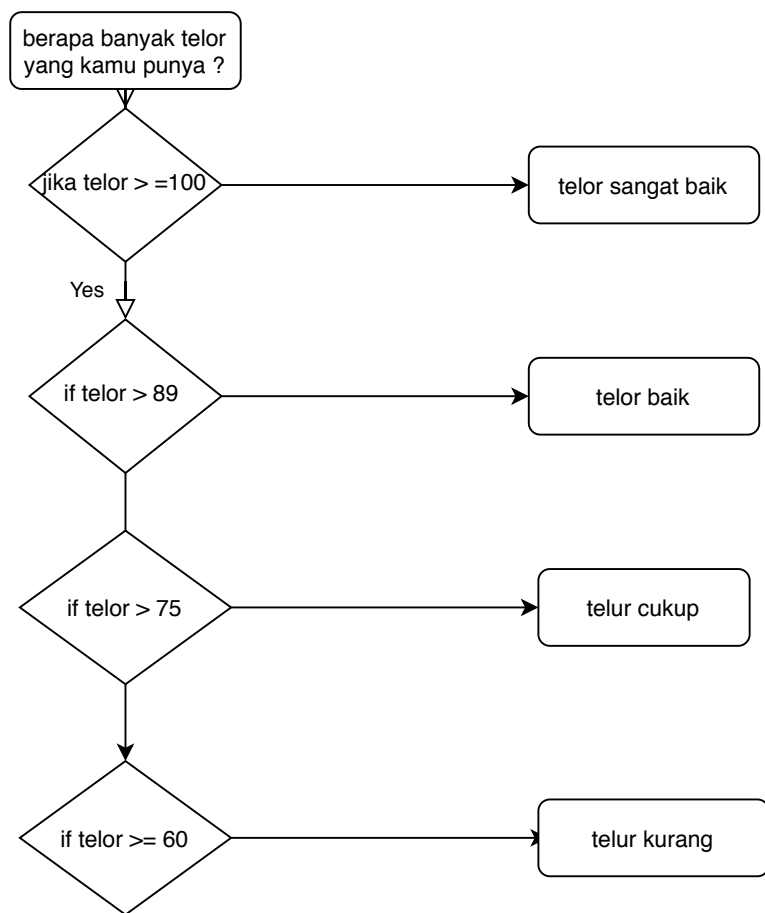 berapa banyak telor
yang kamu punya ?
jika telor > =100
telor sangat baik
Yes
if telor > 89
telor baik
if telor > 75
telur cukup
if telor >= 60
telur kurang